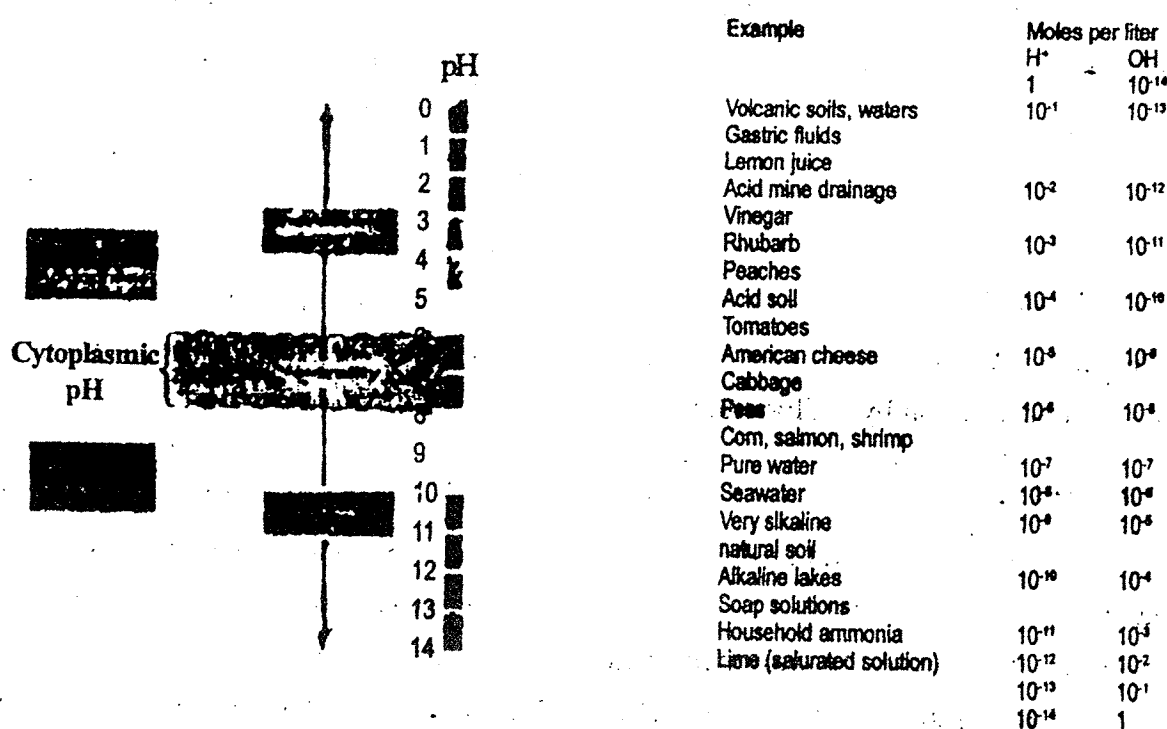 pH
0
1
2
3
4
5
8
9
10
11
12
13
14
Cytoplasmic
pH
Example Moles per liter
H⁺ OH
1 10⁻¹⁴
Volcanic soils, waters 10⁻¹ 10⁻¹³
Gastric fluids
Lemon juice
Acid mine drainage 10⁻² 10⁻¹²
Vinegar
Rhubarb 10⁻³ 10⁻¹¹
Peaches
Acid soil 10⁻⁴ 10⁻¹⁰
Tomatoes
American cheese 10⁻⁵ 10⁻⁹
Cabbage
Peas 10⁻⁶ 10⁻⁸
Corn, salmon, shrimp
Pure water 10⁻⁷ 10⁻⁷
Seawater 10⁻⁸ 10⁻⁶
Very slkaline 10⁻⁹ 10⁻⁵
natural soil
Alkaline lakes 10⁻¹⁰ 10⁻⁴
Soap solutions
Household ammonia 10⁻¹¹ 10⁻³
Lime (saturated solution) 10⁻¹² 10⁻²
10⁻¹³ 10⁻¹
10⁻¹⁴ 1